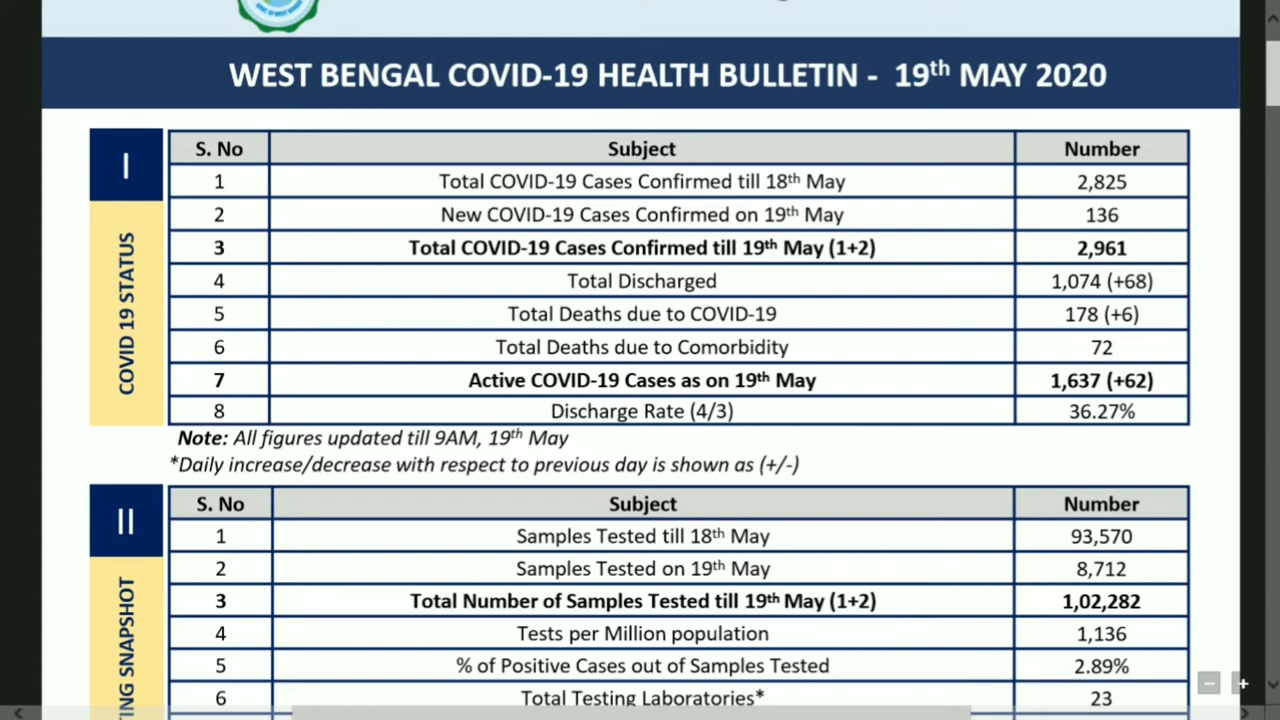 WEST BENGAL COVID-19 HEALTH BULLETIN - 19th MAY 2020
I
COVID 19 STATUS
S. No Subject Number
1 Total COVID-19 Cases Confirmed till 18th May 2,825
2 New COVID-19 Cases Confirmed on 19th May 136
3 Total COVID-19 Cases Confirmed till 19th May (1+2) 2,961
4 Total Discharged 1,074 (+68)
5 Total Deaths due to COVID-19 178 (+6)
6 Total Deaths due to Comorbidity 72
7 Active COVID-19 Cases as on 19th May 1,637 (+62)
8 Discharge Rate (4/3) 36.27%
Note: All figures updated till 9AM, 19th May
*Daily increase/decrease with respect to previous day is shown as (+/-)
II
TING SNAPSHOT
S. No Subject Number
1 Samples Tested till 18th May 93,570
2 Samples Tested on 19th May 8,712
3 Total Number of Samples Tested till 19th May (1+2) 1,02,282
4 Tests per Million population 1,136
5 % of Positive Cases out of Samples Tested 2.89%
6 Total Testing Laboratories* 23